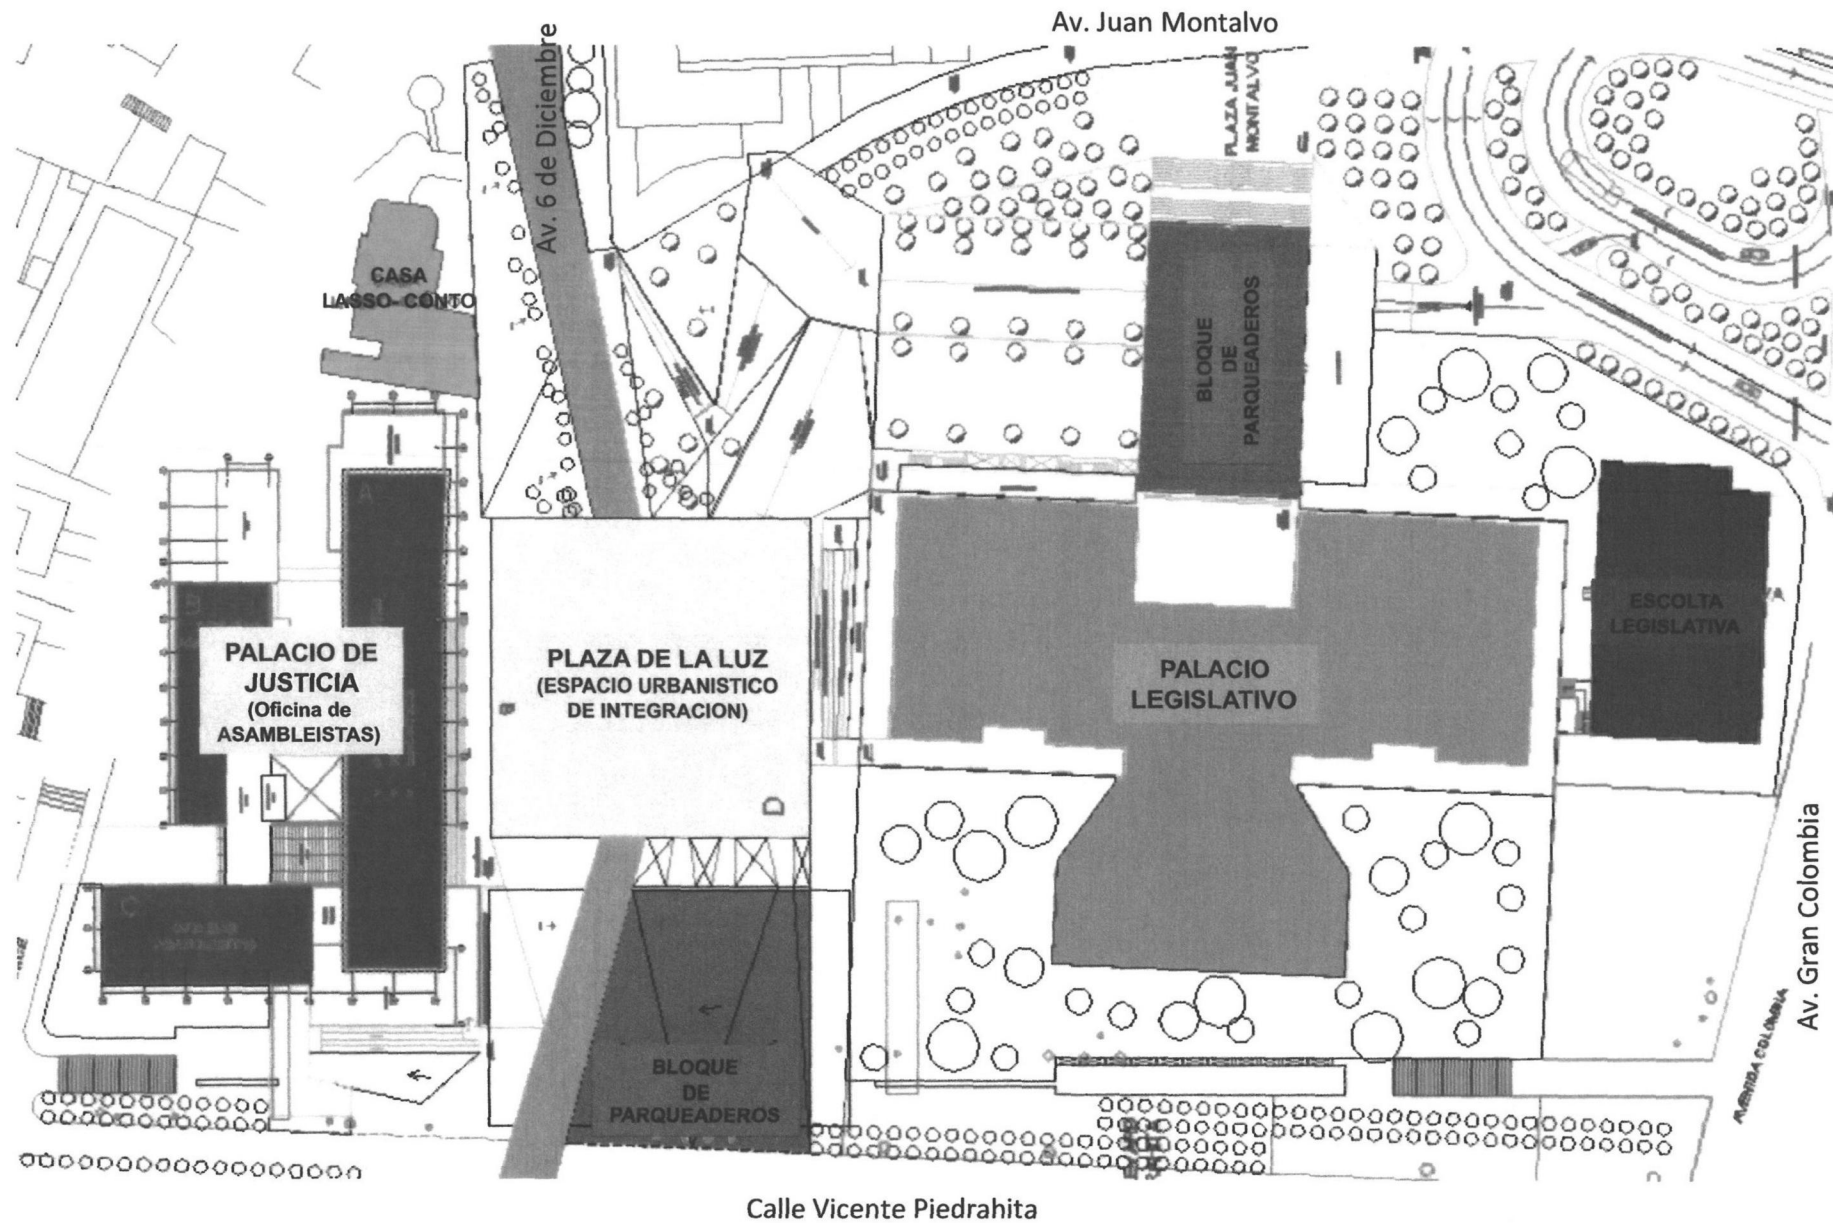 Av. Juan Montalvo
Av. 6 de Diciembre
PLAZA JUAN
MONTALVO
CASA
LASSO- CONTO
BLOQUE
DE
PARQUEADEROS
A
B
PALACIO DE
JUSTICIA
(Oficina de
ASAMBLEISTAS)
PLAZA DE LA LUZ
(ESPACIO URBANISTICO
DE INTEGRACION)
D
PALACIO
LEGISLATIVO
ESCOLTA
LEGISLATIVA
C
BLOQUE
DE
PARQUEADEROS
Av. Gran Colombia
AVENIDA COLOMBIA
Calle Vicente Piedrahita